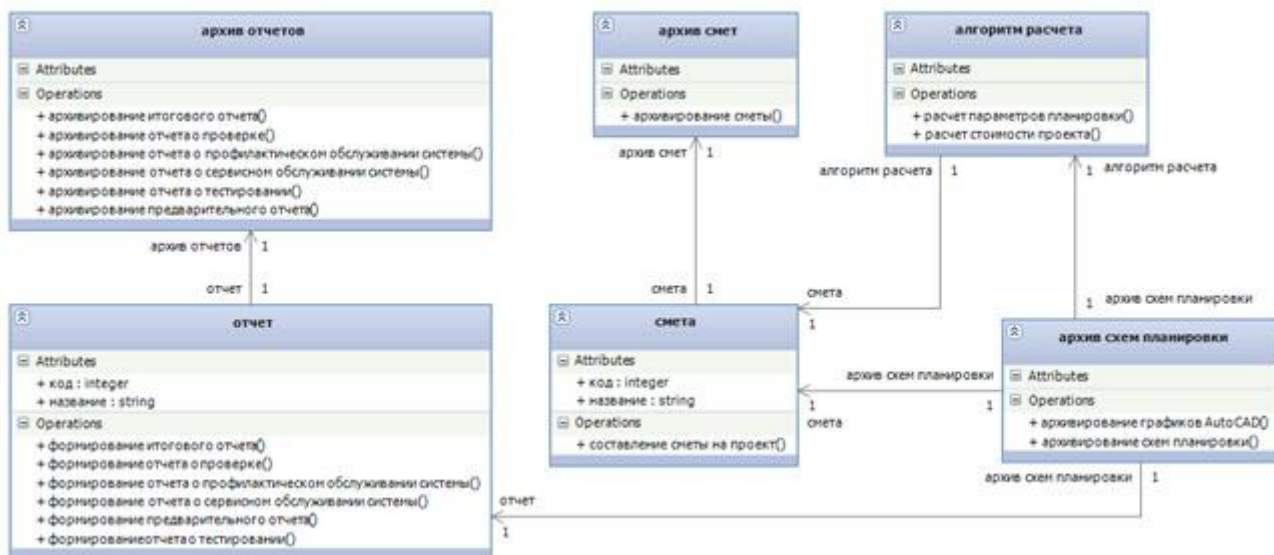 архив отчетов
Attributes
Operations
+ архивирование итогового отчета()
+ архивирование отчета о проверке()
+ архивирование отчета о профилактическом обслуживании системы()
+ архивирование отчета о сервисном обслуживании системы()
+ архивирование отчета о тестировании()
+ архивирование предварительного отчета()
архив отчетов 1
отчет 1
отчет
Attributes
+ код : integer
+ название : string
Operations
+ формирование итогового отчета()
+ формирование отчета о проверке()
+ формирование отчета о профилактическом обслуживании системы()
+ формирование отчета о сервисном обслуживании системы()
+ формирование предварительного отчета()
+ формированиеотчета о тестировании()
архив смет
Attributes
Operations
+ архивирование сметы()
архив смет 1
смета 1
смета
Attributes
+ код : integer
+ название : string
Operations
+ составление сметы на проект()
алгоритм расчета
Attributes
Operations
+ расчет параметров планировки()
+ расчет стоимости проекта()
алгоритм расчета 1
смета
1
1 алгоритм расчета
архив схем планировки
1
архив схем планировки
Attributes
Operations
+ архивирование графиков AutoCAD()
+ архивирование схем планировки()
архив схем планировки
1
1
смета
архив схем планировки 1
отчет
1